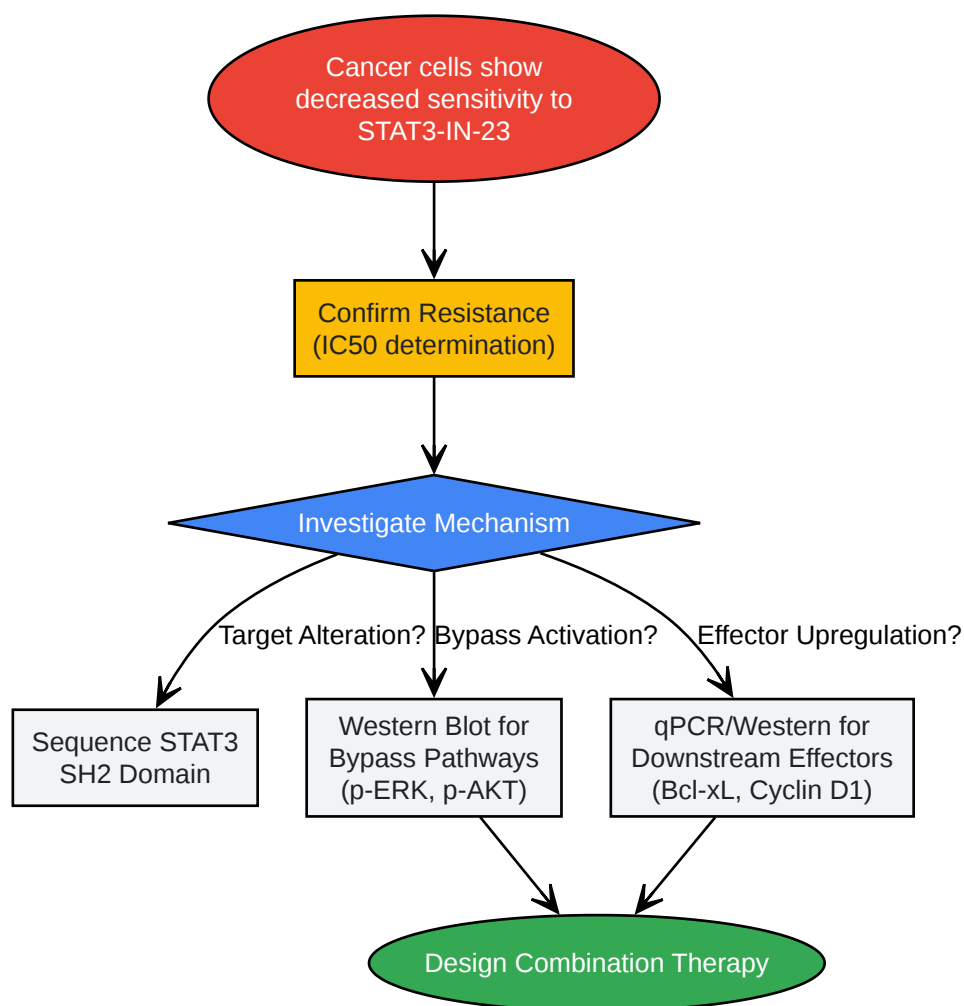 Cancer cells show
decreased sensitivity to
STAT3-IN-23
Confirm Resistance
(IC50 determination)
Investigate Mechanism
Target Alteration?
Bypass Activation?
Effector Upregulation?
Sequence STAT3
SH2 Domain
Western Blot for
Bypass Pathways
(p-ERK, p-AKT)
qPCR/Western for
Downstream Effectors
(Bcl-xL, Cyclin D1)
Design Combination Therapy